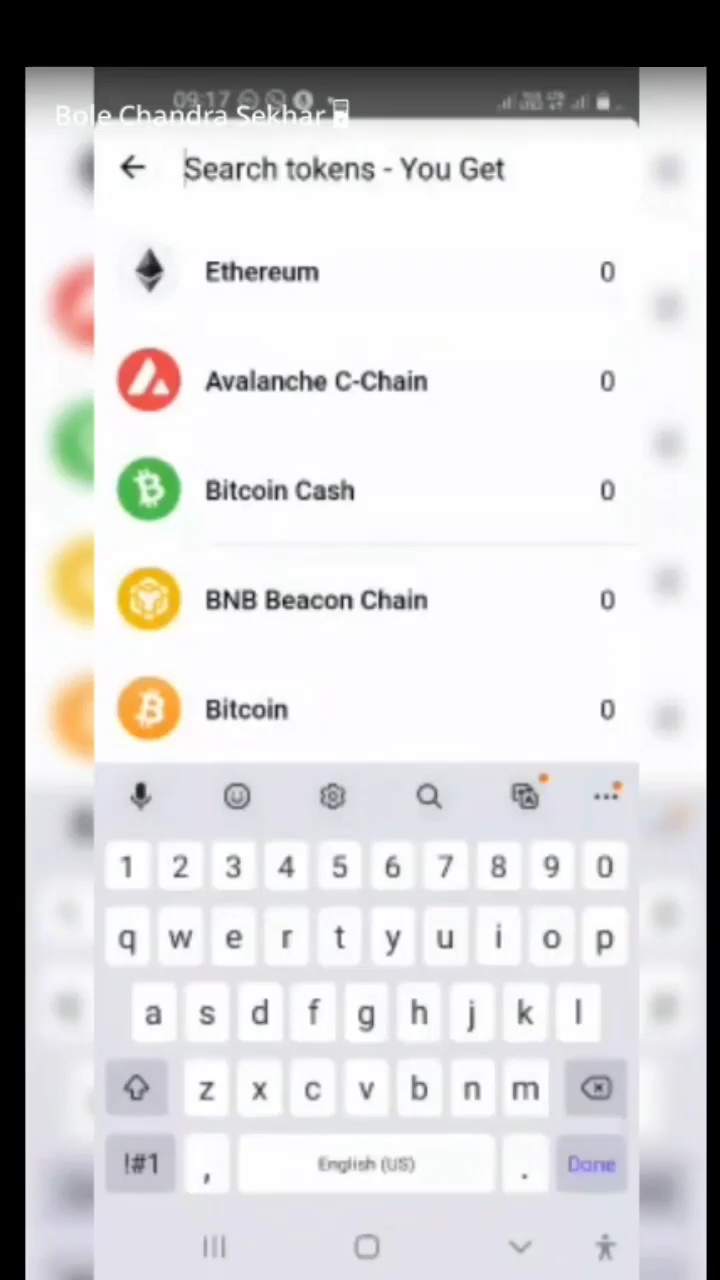 09:17
Bole Chandra Sekhar
Search tokens - You Get
Ethereum 0
Avalanche C-Chain 0
Bitcoin Cash 0
BNB Beacon Chain 0
Bitcoin 0
1 2 3 4 5 6 7 8 9 0
q w e r t y u i o p
a s d f g h j k l
z x c v b n m
!#1 , English (US) . Done